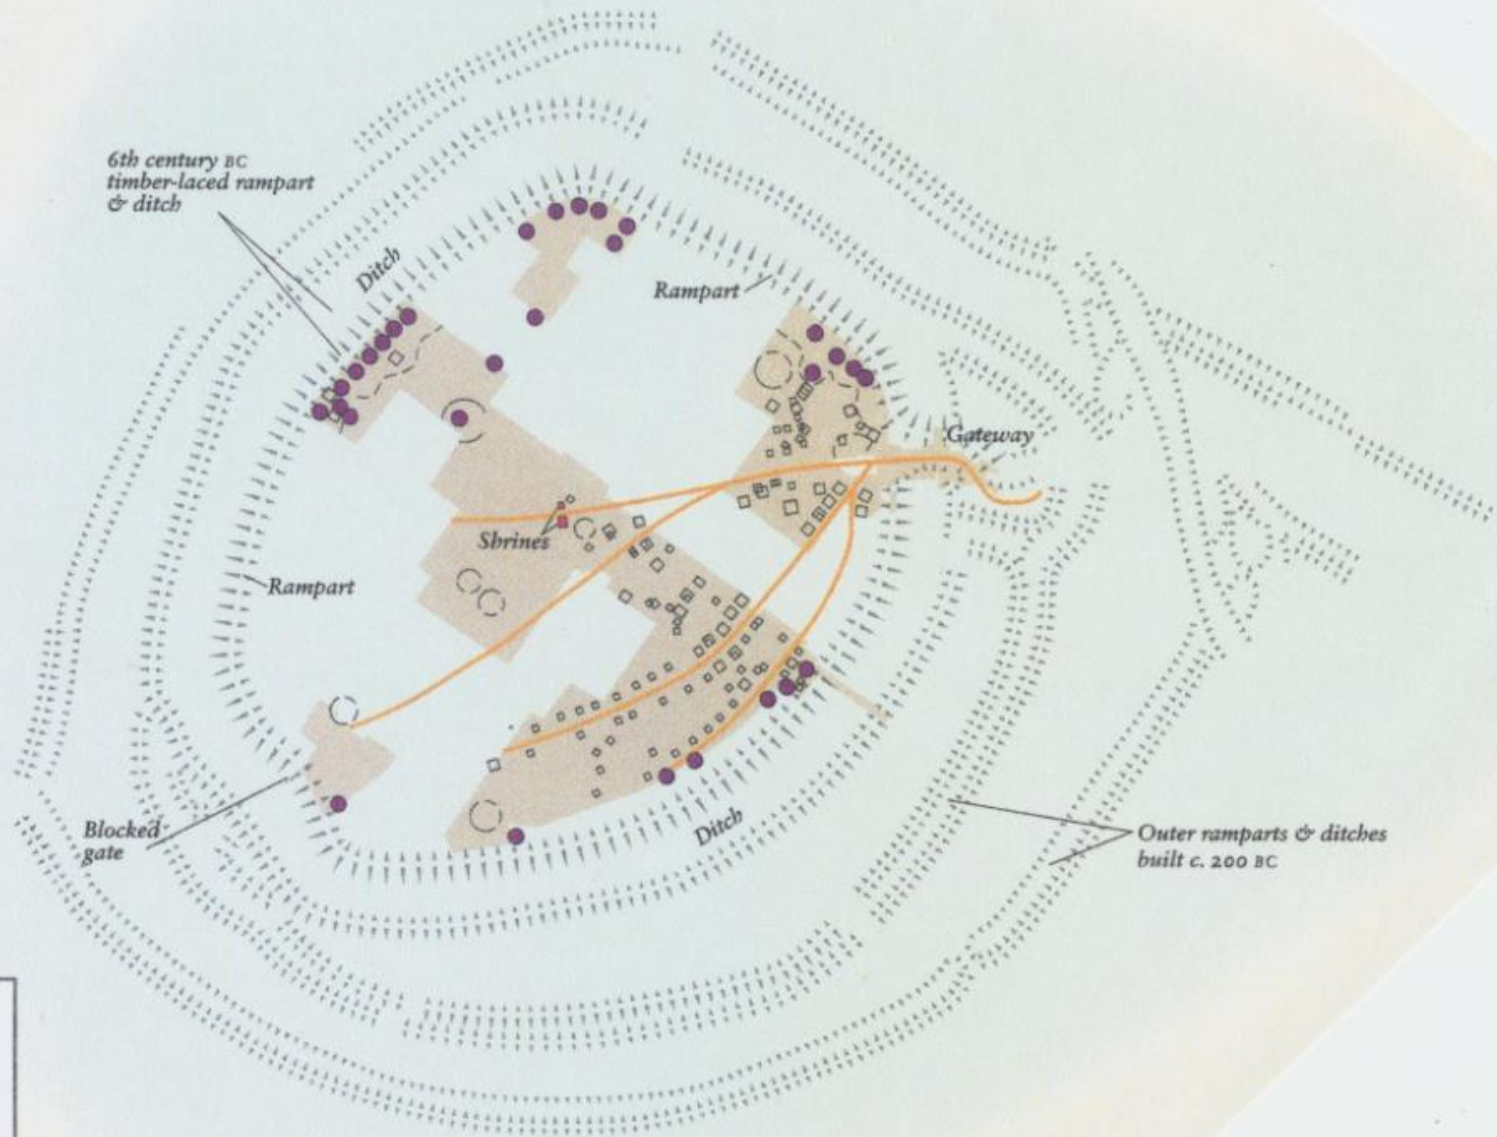 6th century BC
timber-laced rampart
& ditch
Ditch
Rampart
Gateway
Shrines
Rampart
Blocked
gate
Ditch
Outer ramparts & ditches
built c. 200 BC